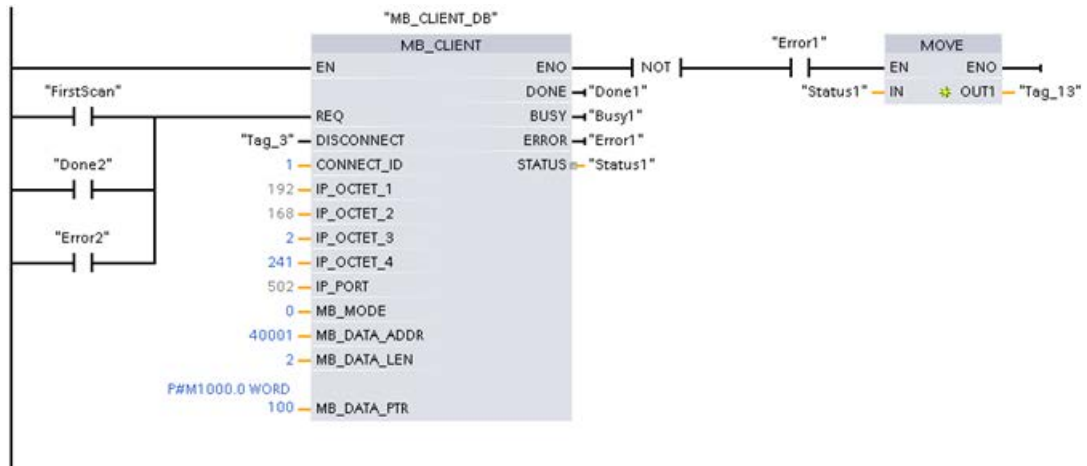 "MB_CLIENT_DB"
MB_CLIENT
"Error1"
MOVE
EN
ENO
NOT
EN
ENO
"FirstScan"
DONE
"Done1"
"Status1"
IN
OUT1
"Tag_13"
REQ
BUSY
"Busy1"
"Tag_3"
DISCONNECT
ERROR
"Error1"
"Done2"
1
CONNECT_ID
STATUS
"Status1"
192
IP_OCTET_1
168
IP_OCTET_2
"Error2"
2
IP_OCTET_3
241
IP_OCTET_4
502
IP_PORT
0
MB_MODE
40001
MB_DATA_ADDR
2
MB_DATA_LEN
P#M1000.0 WORD
100
MB_DATA_PTR